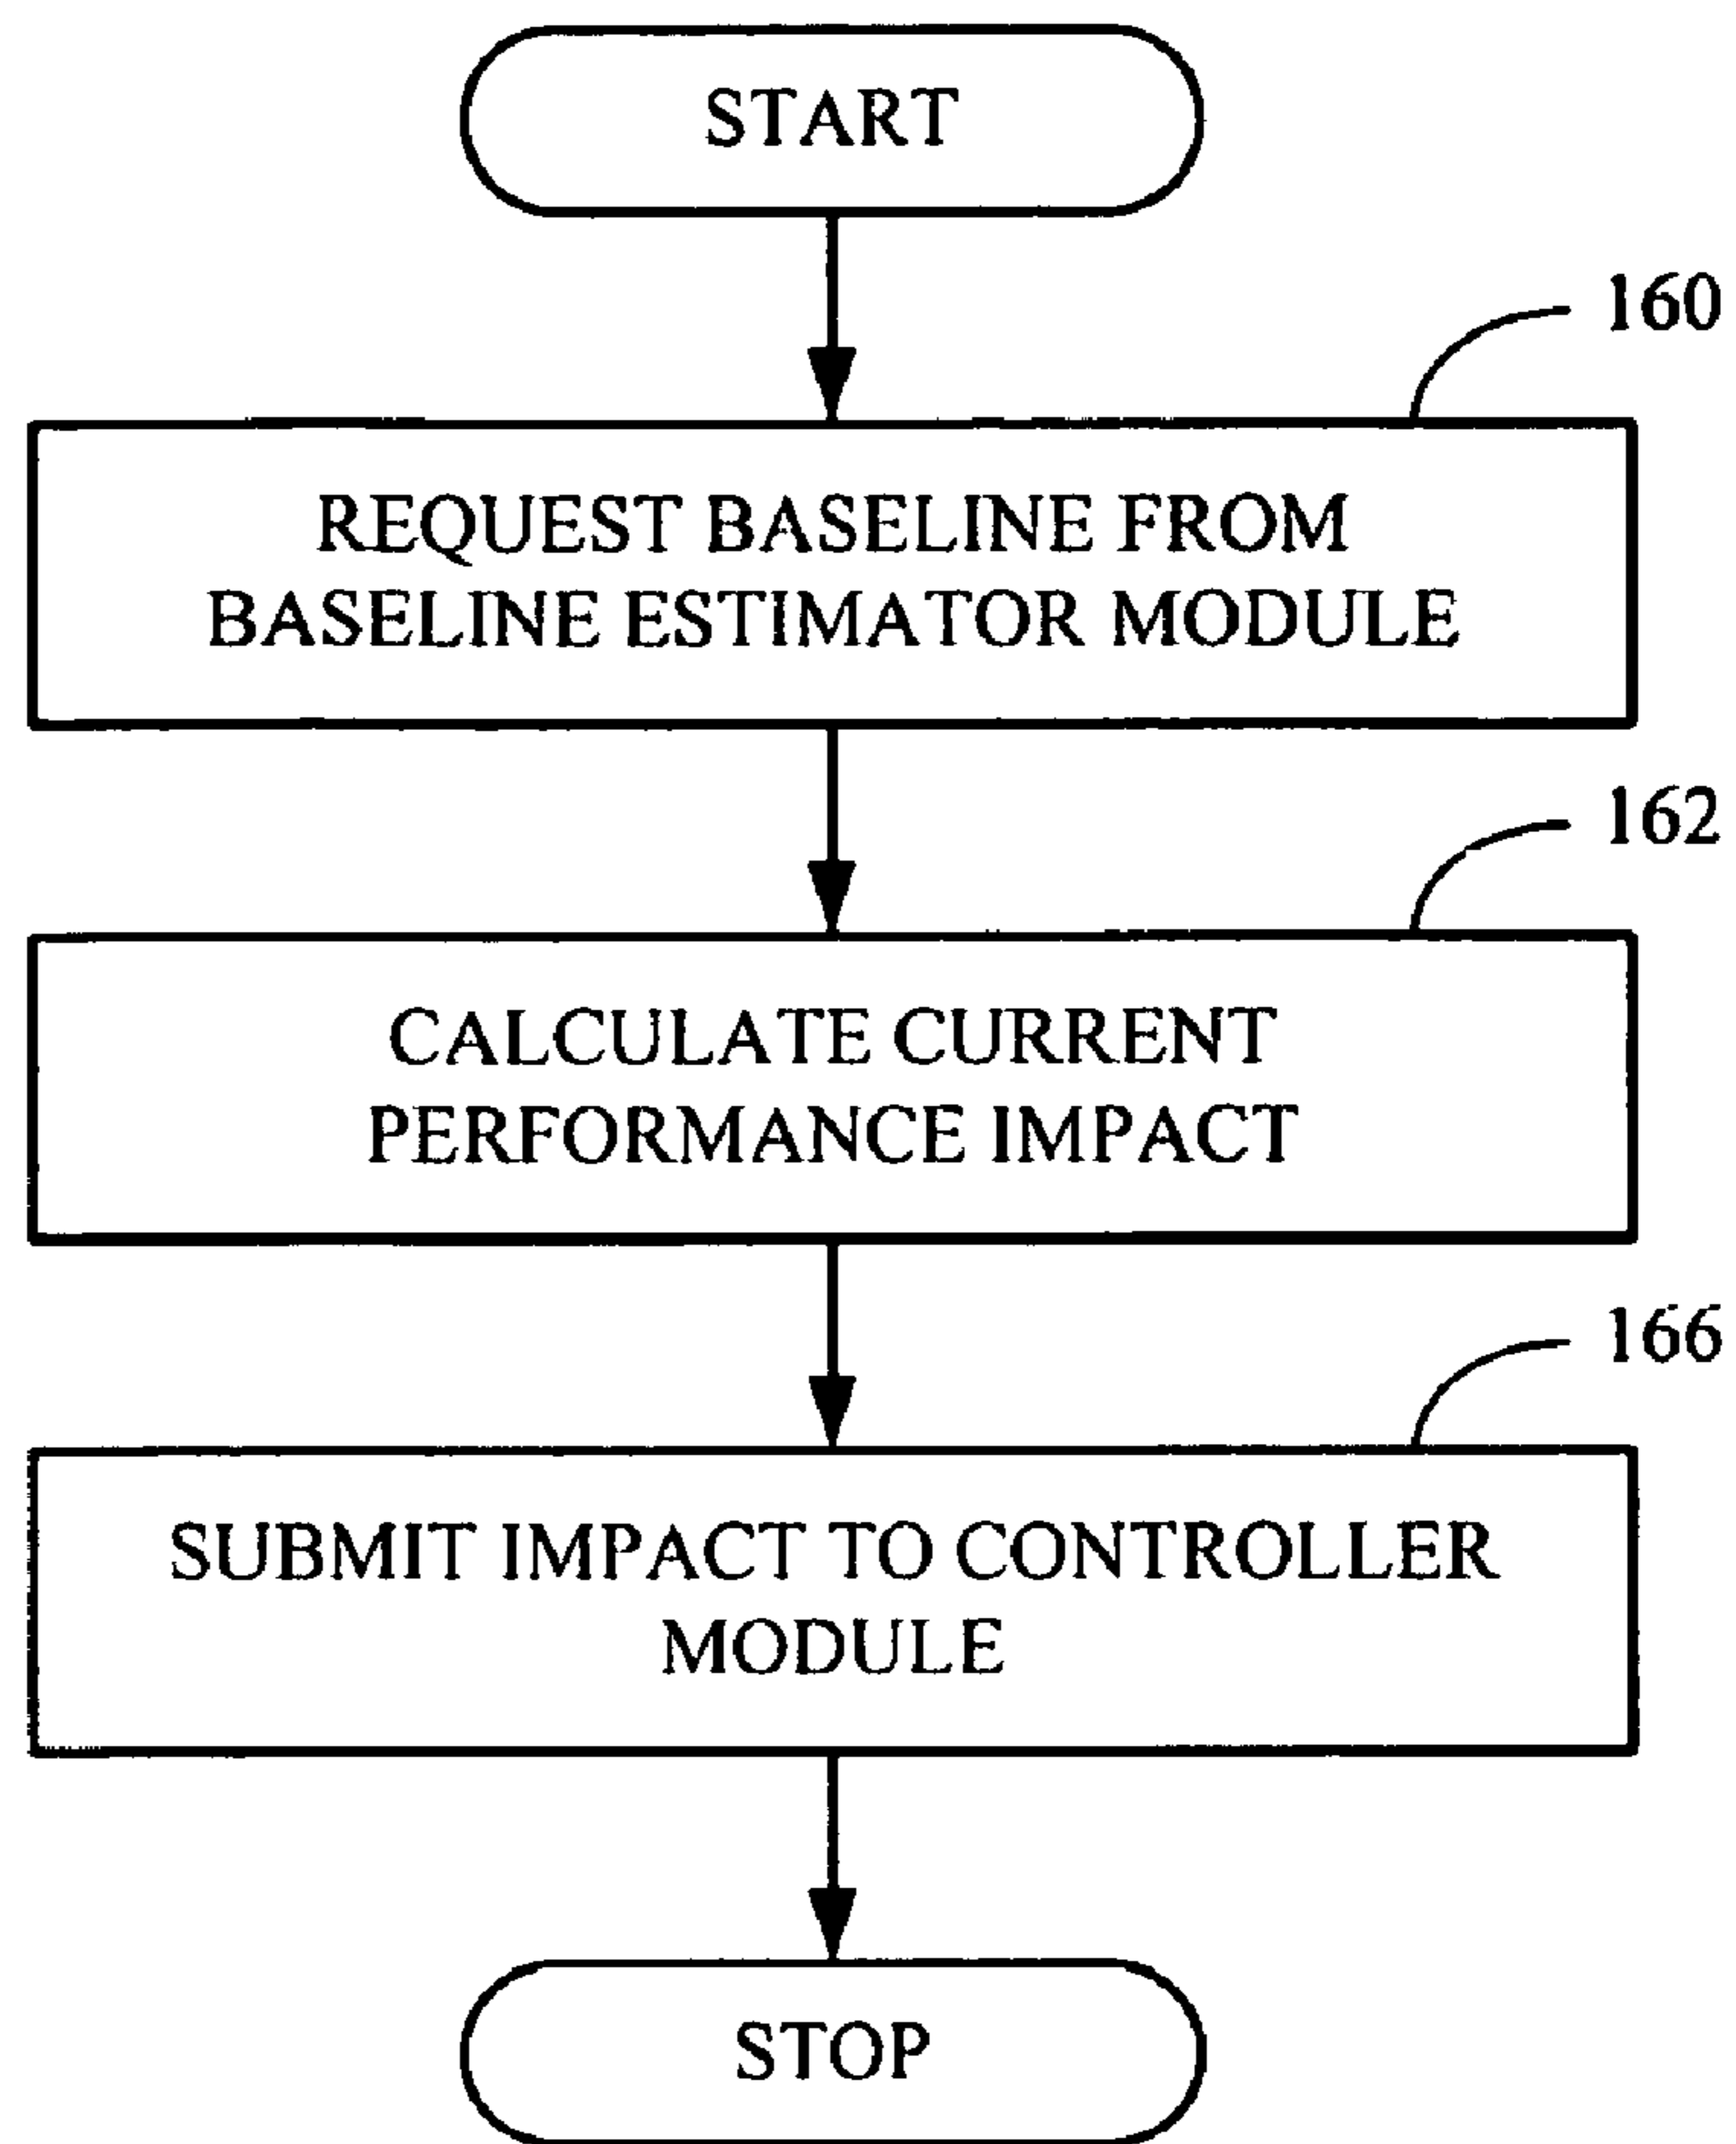 START
160
REQUEST BASELINE FROM
BASELINE ESTIMATOR MODULE
162
CALCULATE CURRENT
PERFORMANCE IMPACT
166
SUBMIT IMPACT TO CONTROLLER
MODULE
STOP